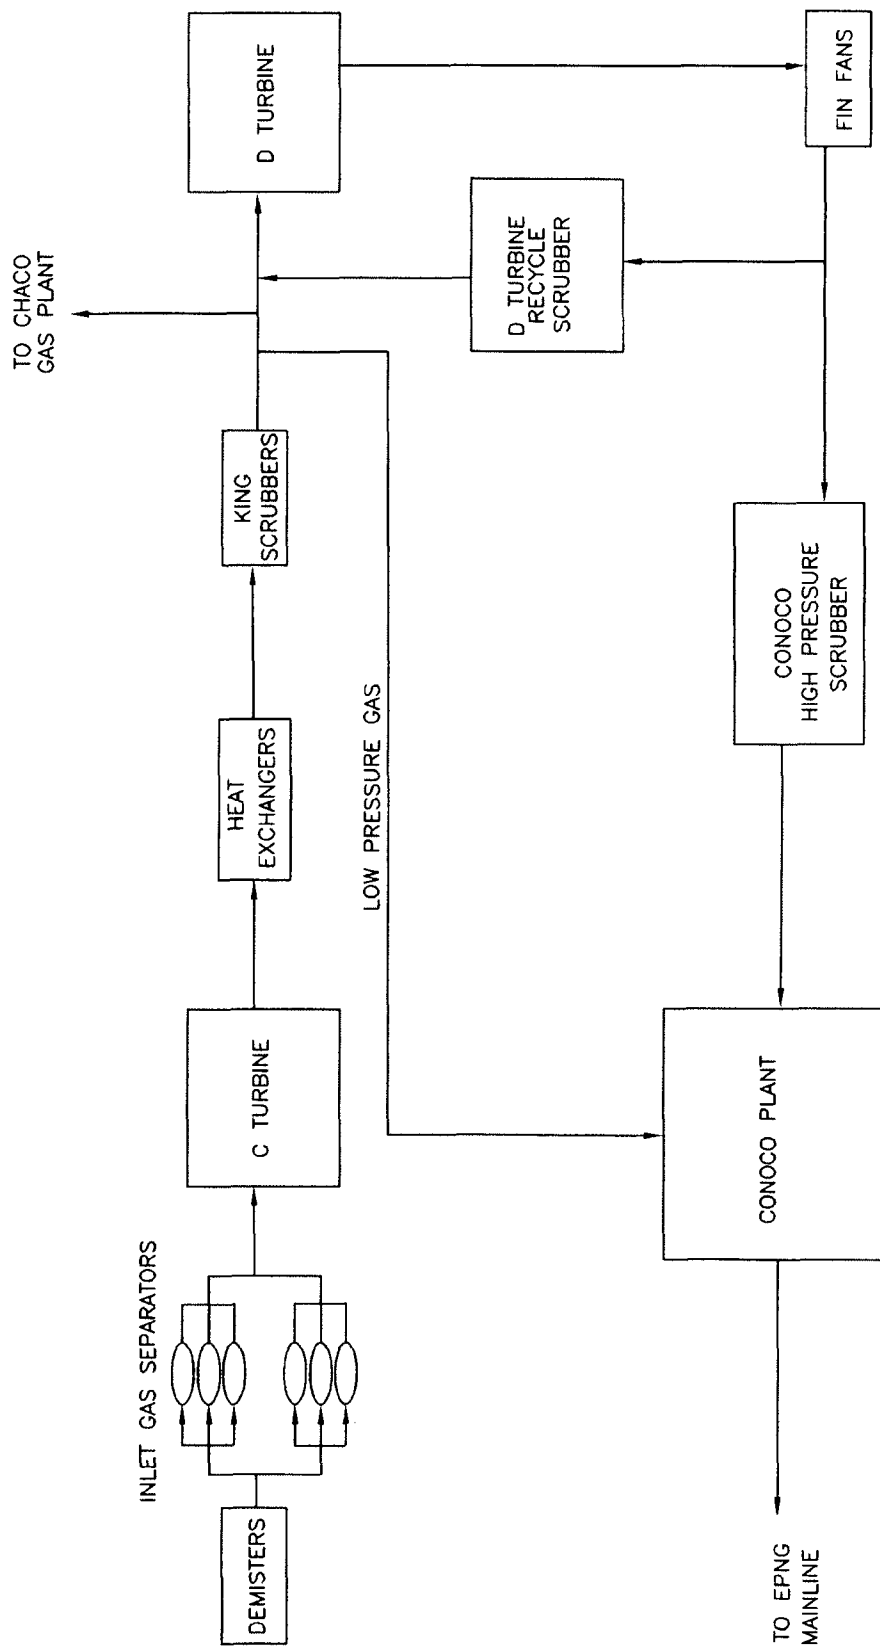 DEMISTERS
INLET GAS SEPARATORS
C TURBINE
HEAT
EXCHANGERS
KING
SCRUBBERS
TO CHACO
GAS PLANT
D TURBINE
LOW PRESSURE GAS
D TURBINE
RECYCLE
SCRUBBER
FIN FANS
TO EPNG
MAINLINE
CONOCO PLANT
CONOCO
HIGH PRESSURE
SCRUBBER